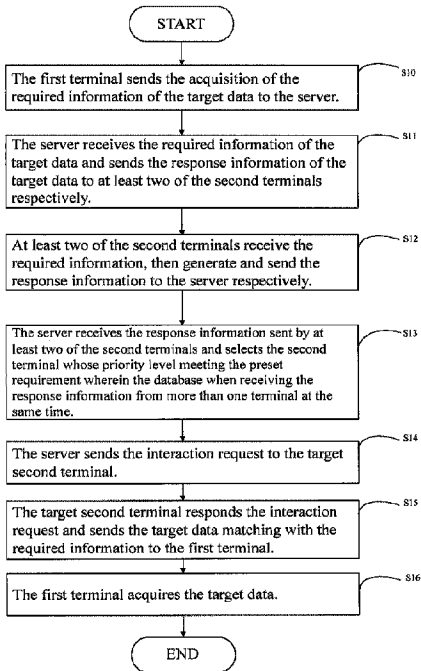 START
S10
The first terminal sends the acquisition of the
required information of the target data to the server.
S11
The server receives the required information of the
target data and sends the response information of the
target data to at least two of the second terminals
respectively.
S12
At least two of the second terminals receive the
required information, then generate and send the
response information to the server respectively.
S13
The server receives the response information sent by at
least two of the second terminals and selects the second
terminal whose priority level meeting the preset
requirement wherein the database when receiving the
response information from more than one terminal at the
same time.
S14
The server sends the interaction request to the target
second terminal.
S15
The target second terminal responds the interaction
request and sends the target data matching with the
required information to the first terminal.
S16
The first terminal acquires the target data.
END